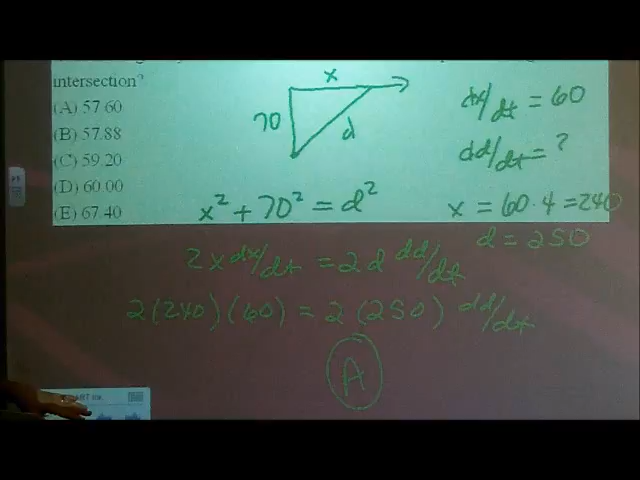 intersection?
(A) 57.60
(B) 57.88
(C) 59.20
(D) 60.00
(E) 67.40
x
70
d
dx/dt = 60
dd/dt = ?
x² + 70² = d²
x = 60·4 = 240
d = 250
2x dx/dt = 2d dd/dt
2(240)(60) = 2(250) dd/dt
A